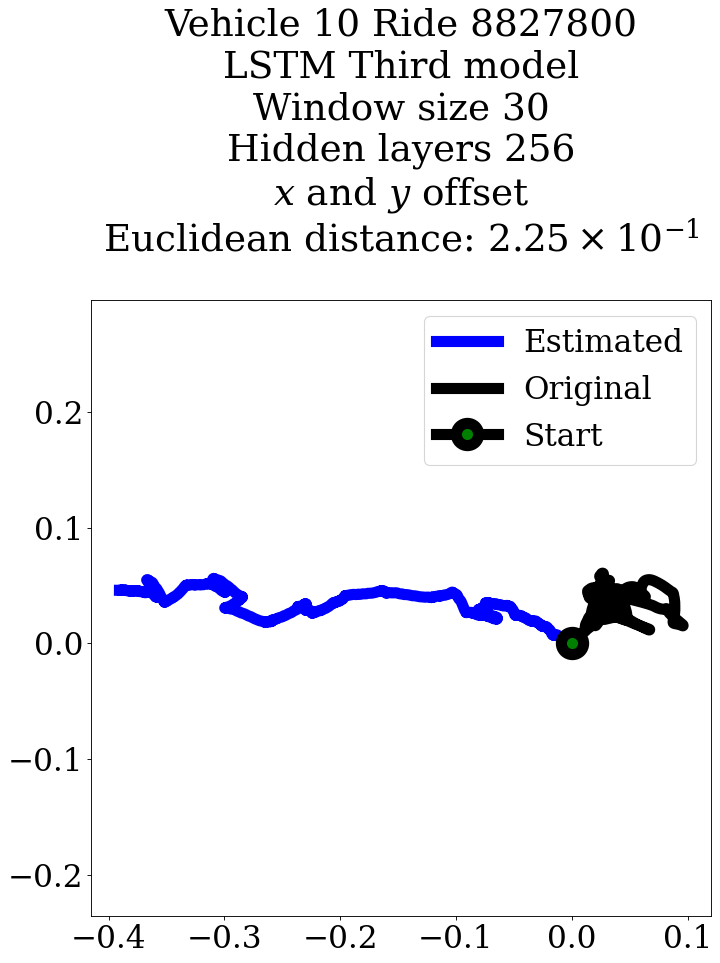 Vehicle 10 Ride 8827800
LSTM Third model
Window size 30
Hidden layers 256
x and y offset
Euclidean distance: 2.25 × 10⁻¹
Estimated
Original
Start
0.2
0.1
0.0
−0.1
−0.2
−0.4 −0.3 −0.2 −0.1 0.0 0.1